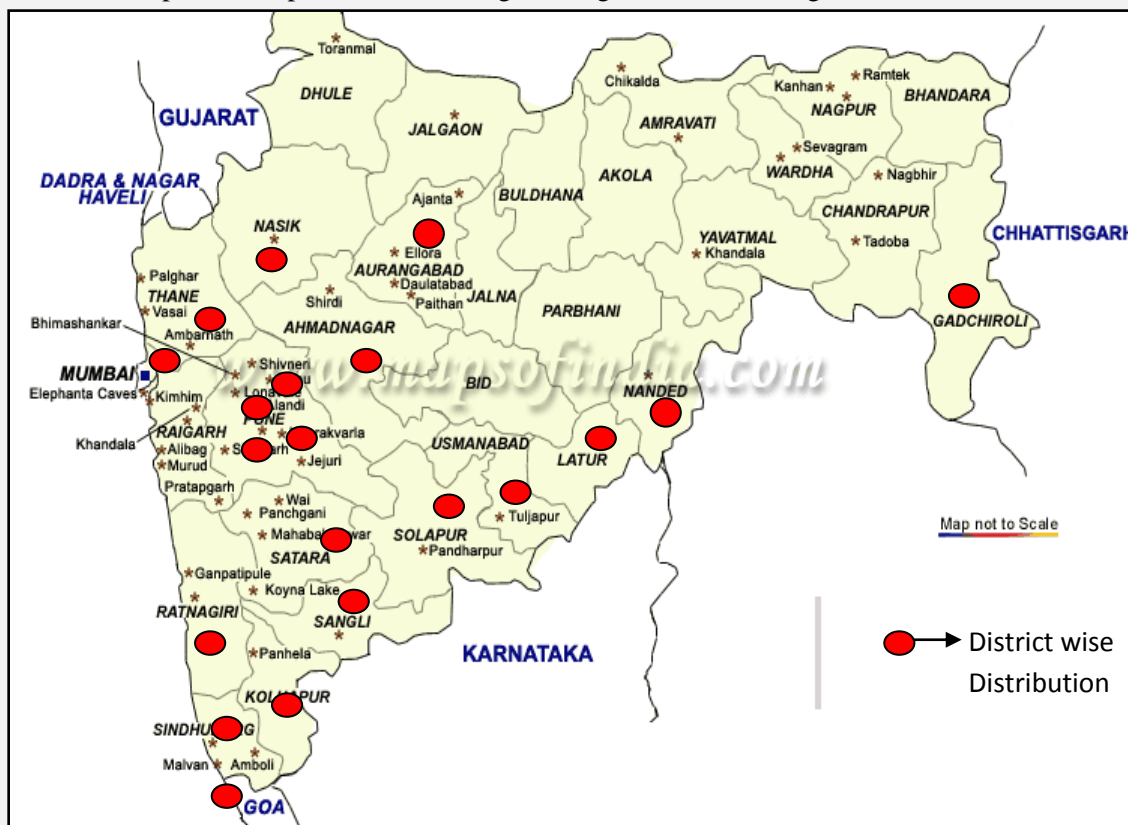 Toranmal
DHULE
GUJARAT
JALGAON
Chikalda
AMRAVATI
Kanhan
Ramtek
NAGPUR
BHANDARA
Sevagram
WARDHA
Nagbhir
DADRA & NAGAR
HAVELI
Ajanta
BULDHANA
AKOLA
CHANDRAPUR
NASIK
Ellora
AURANGABAD
Daulatabad
Paithan
JALNA
YAVATMAL
Khandala
Tadoba
CHHATTISGARH
Palghar
THANE
Vasai
Shirdi
PARBHANI
GADCHIROLI
Bhimashankar
Ambarnath
AHMADNAGAR
MUMBAI
Shivneri
www.mapsofindia.com
Elephanta Caves
Kimhim
BID
NANDED
Khandala
RAIGARH
Alandi
PUNE
USMANABAD
LATUR
Alibag
Murud
Jejuri
Pratapgarh
Wai
Panchgani
SOLAPUR
Tuljapur
Map not to Scale
SATARA
Pandharpur
Ganpatipule
Koyna Lake
RATNAGIRI
SANGLI
KARNATAKA
Panhela
District wise
Distribution
Malvan
Amboli
GOA